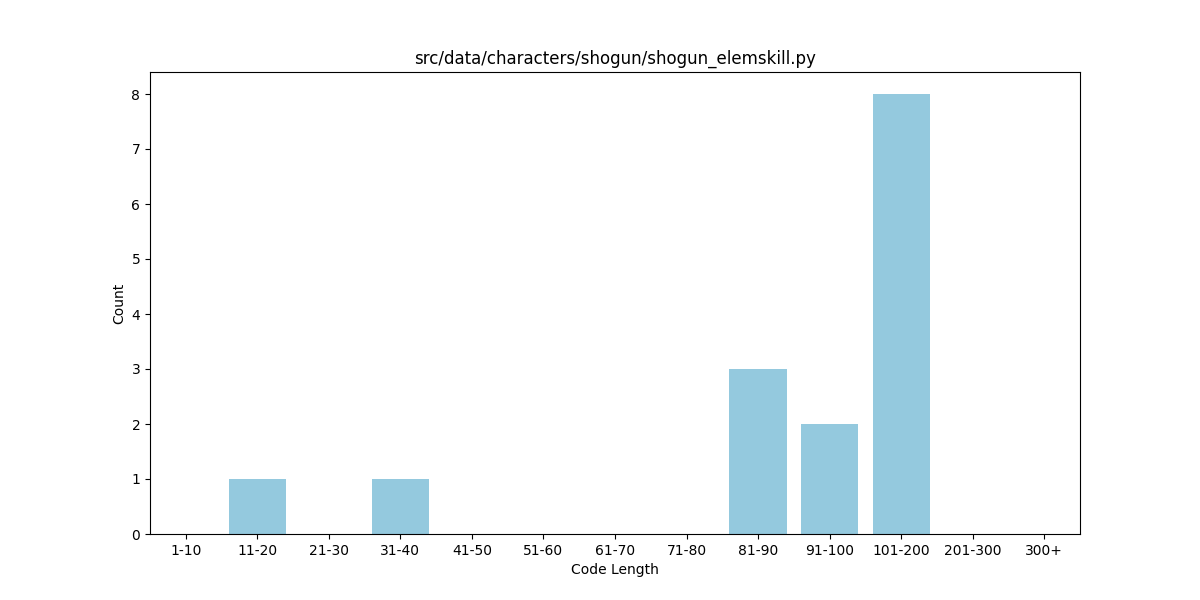 src/data/characters/shogun/shogun_elemskill.py
8
7
6
5
4
3
2
1
0
Count
1-10 11-20 21-30 31-40 41-50 51-60 61-70 71-80 81-90 91-100 101-200 201-300 300+
Code Length